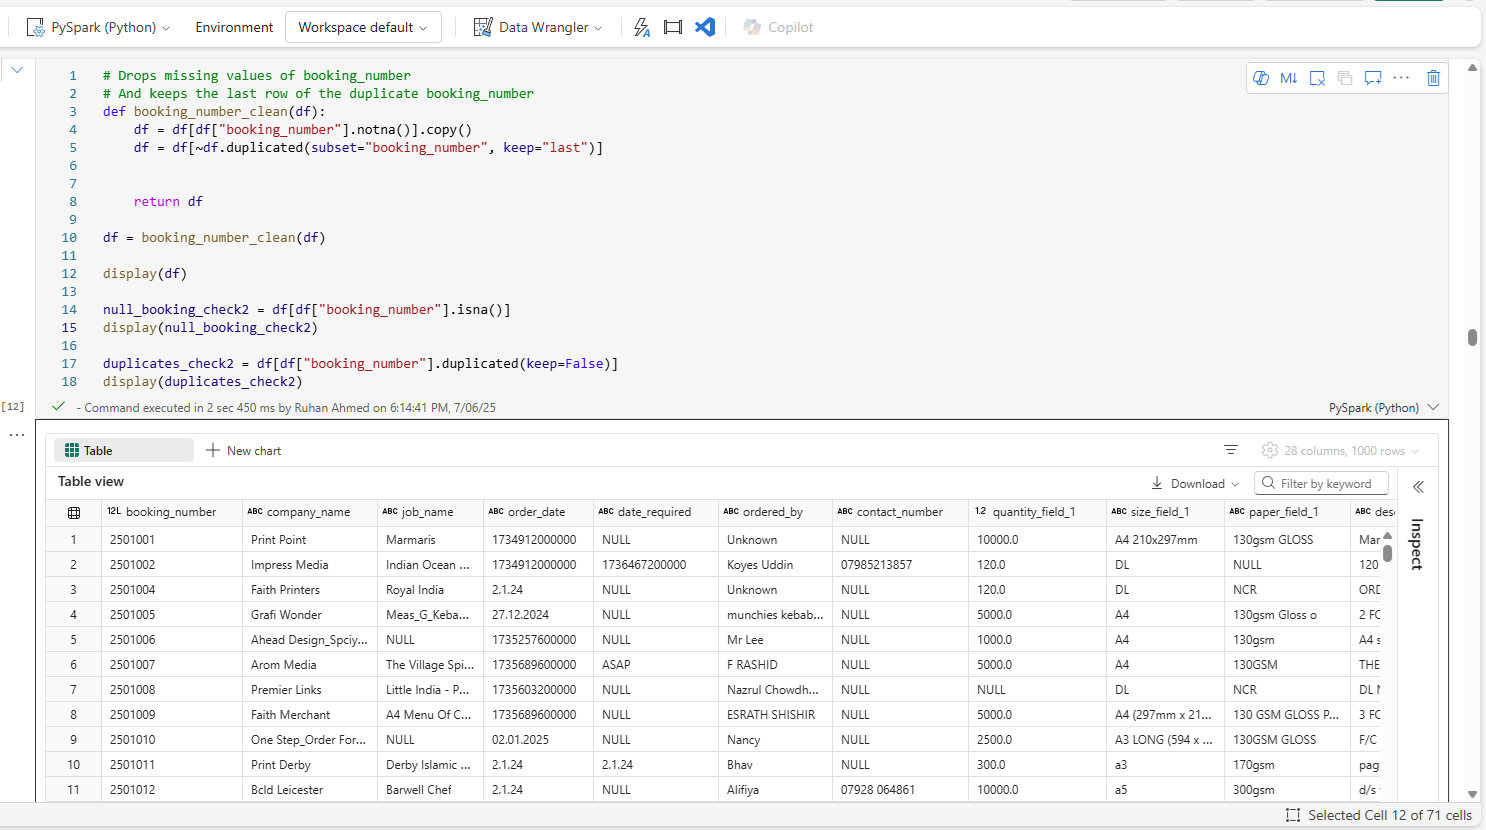 PySpark (Python) Environment Workspace default Data Wrangler Copilot
1 # Drops missing values of booking_number
2 # And keeps the last row of the duplicate booking_number
3 def booking_number_clean(df):
4 df = df[df["booking_number"].notna()].copy()
5 df = df[~df.duplicated(subset="booking_number", keep="last")]
6
7
8 return df
9
10 df = booking_number_clean(df)
11
12 display(df)
13
14 null_booking_check2 = df[df["booking_number"].isna()]
15 display(null_booking_check2)
16
17 duplicates_check2 = df[df["booking_number"].duplicated(keep=False)]
18 display(duplicates_check2)
M↓
[12] - Command executed in 2 sec 450 ms by Ruhan Ahmed on 6:14:41 PM, 7/06/25 PySpark (Python)
Table New chart 28 columns, 1000 rows
Table view Download Filter by keyword
12L booking_number ABC company_name ABC job_name ABC order_date ABC date_required ABC ordered_by ABC contact_number 1.2 quantity_field_1 ABC size_field_1 ABC paper_field_1 ABC des
1 2501001 Print Point Marmaris 1734912000000 NULL Unknown NULL 10000.0 A4 210x297mm 130gsm GLOSS Mar
2 2501002 Impress Media Indian Ocean ... 1734912000000 1736467200000 Koyes Uddin 07985213857 120.0 DL NULL 120
3 2501004 Faith Printers Royal India 2.1.24 NULL Unknown NULL 120.0 DL NCR ORD
4 2501005 Grafi Wonder Meas_G_Keba... 27.12.2024 NULL munchies kebab... NULL 5000.0 A4 130gsm Gloss o 2 FC
5 2501006 Ahead Design_Spciy... NULL 1735257600000 NULL Mr Lee NULL 1000.0 A4 130gsm A4 s
6 2501007 Arom Media The Village Spi... 1735689600000 ASAP F RASHID NULL 5000.0 A4 130GSM THE
7 2501008 Premier Links Little India - P... 1735603200000 NULL Nazrul Chowdh... NULL NULL DL NCR DL N
8 2501009 Faith Merchant A4 Menu Of C... 1735689600000 NULL ESRATH SHISHIR NULL 5000.0 A4 (297mm x 21... 130 GSM GLOSS P... 3 FC
9 2501010 One Step_Order For... NULL 02.01.2025 NULL Nancy NULL 2500.0 A3 LONG (594 x ... 130GSM GLOSS F/C
10 2501011 Print Derby Derby Islamic ... 2.1.24 2.1.24 Bhav NULL 300.0 a3 170gsm pag
11 2501012 Bcld Leicester Barwell Chef 2.1.24 NULL Alifiya 07928 064861 10000.0 a5 300gsm d/s
Inspect
Selected Cell 12 of 71 cells